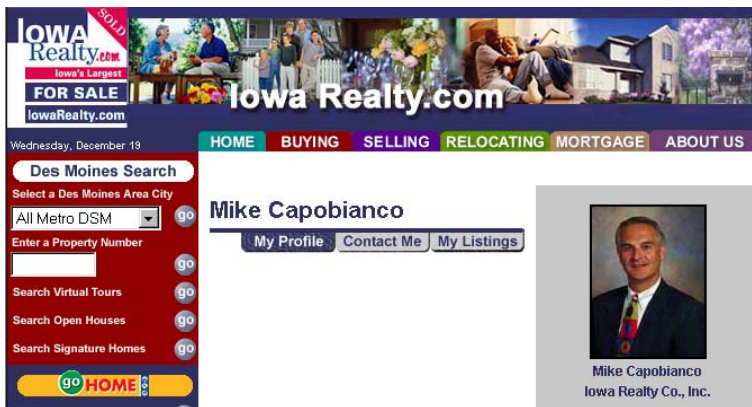 SOLD
IOWA
Realty.com
Iowa's Largest
FOR SALE
IowaRealty.com
Iowa Realty.com
Wednesday, December 19
HOME BUYING SELLING RELOCATING MORTGAGE ABOUT US
Des Moines Search
Select a Des Moines Area City
All Metro DSM go
Enter a Property Number
go
Search Virtual Tours go
Search Open Houses go
Search Signature Homes go
go HOME
Mike Capobianco
My Profile Contact Me My Listings
Mike Capobianco
Iowa Realty Co., Inc.